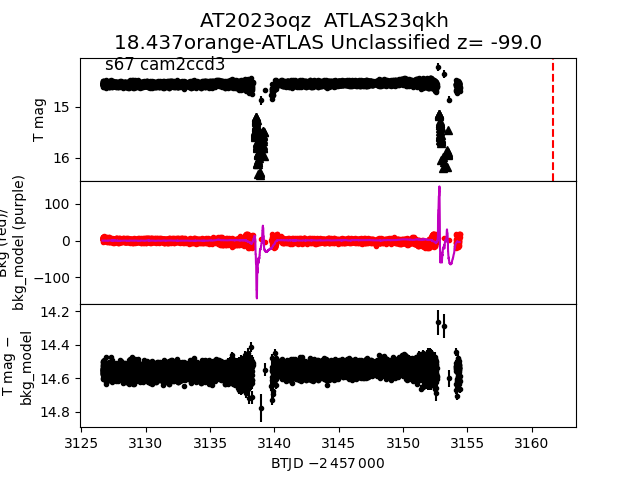 AT2023oqz  ATLAS23qkh
18.437orange-ATLAS Unclassified z= -99.0
s67 cam2ccd3
T mag
15
16
Bkg (red)/
bkg_model (purple)
100
0
−100
T mag −
bkg_model
14.2
14.4
14.6
14.8
3125 3130 3135 3140 3145 3150 3155 3160
BTJD −2 457 000